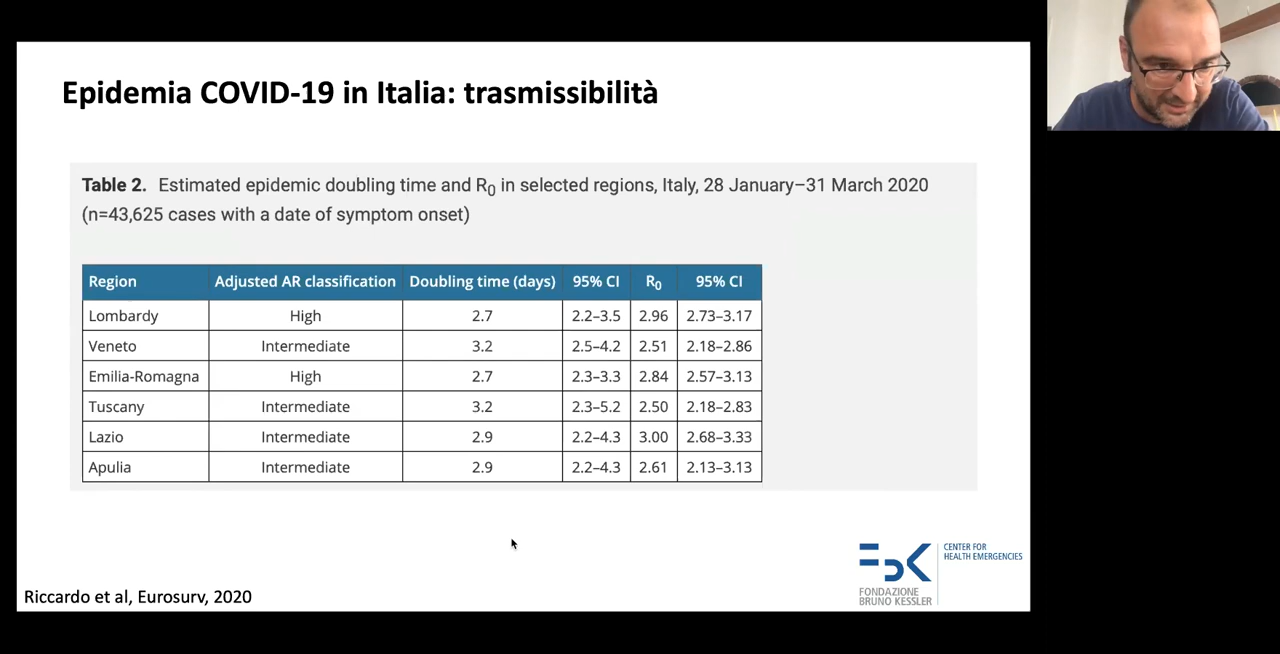 Epidemia COVID-19 in Italia: trasmissibilità
Table 2. Estimated epidemic doubling time and R0 in selected regions, Italy, 28 January–31 March 2020
(n=43,625 cases with a date of symptom onset)
Region Adjusted AR classification Doubling time (days) 95% CI R0 95% CI
Lombardy High 2.7 2.2–3.5 2.96 2.73–3.17
Veneto Intermediate 3.2 2.5–4.2 2.51 2.18–2.86
Emilia-Romagna High 2.7 2.3–3.3 2.84 2.57–3.13
Tuscany Intermediate 3.2 2.3–5.2 2.50 2.18–2.83
Lazio Intermediate 2.9 2.2–4.3 3.00 2.68–3.33
Apulia Intermediate 2.9 2.2–4.3 2.61 2.13–3.13
FBK
CENTER FOR
HEALTH EMERGENCIES
FONDAZIONE
BRUNO KESSLER
Riccardo et al, Eurosurv, 2020